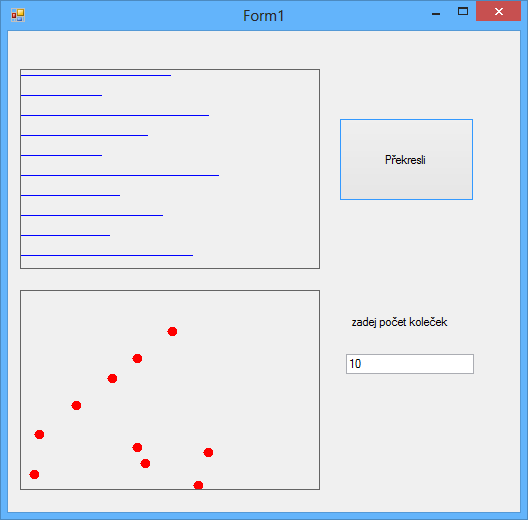 Form1
Překresli
zadej počet koleček
10